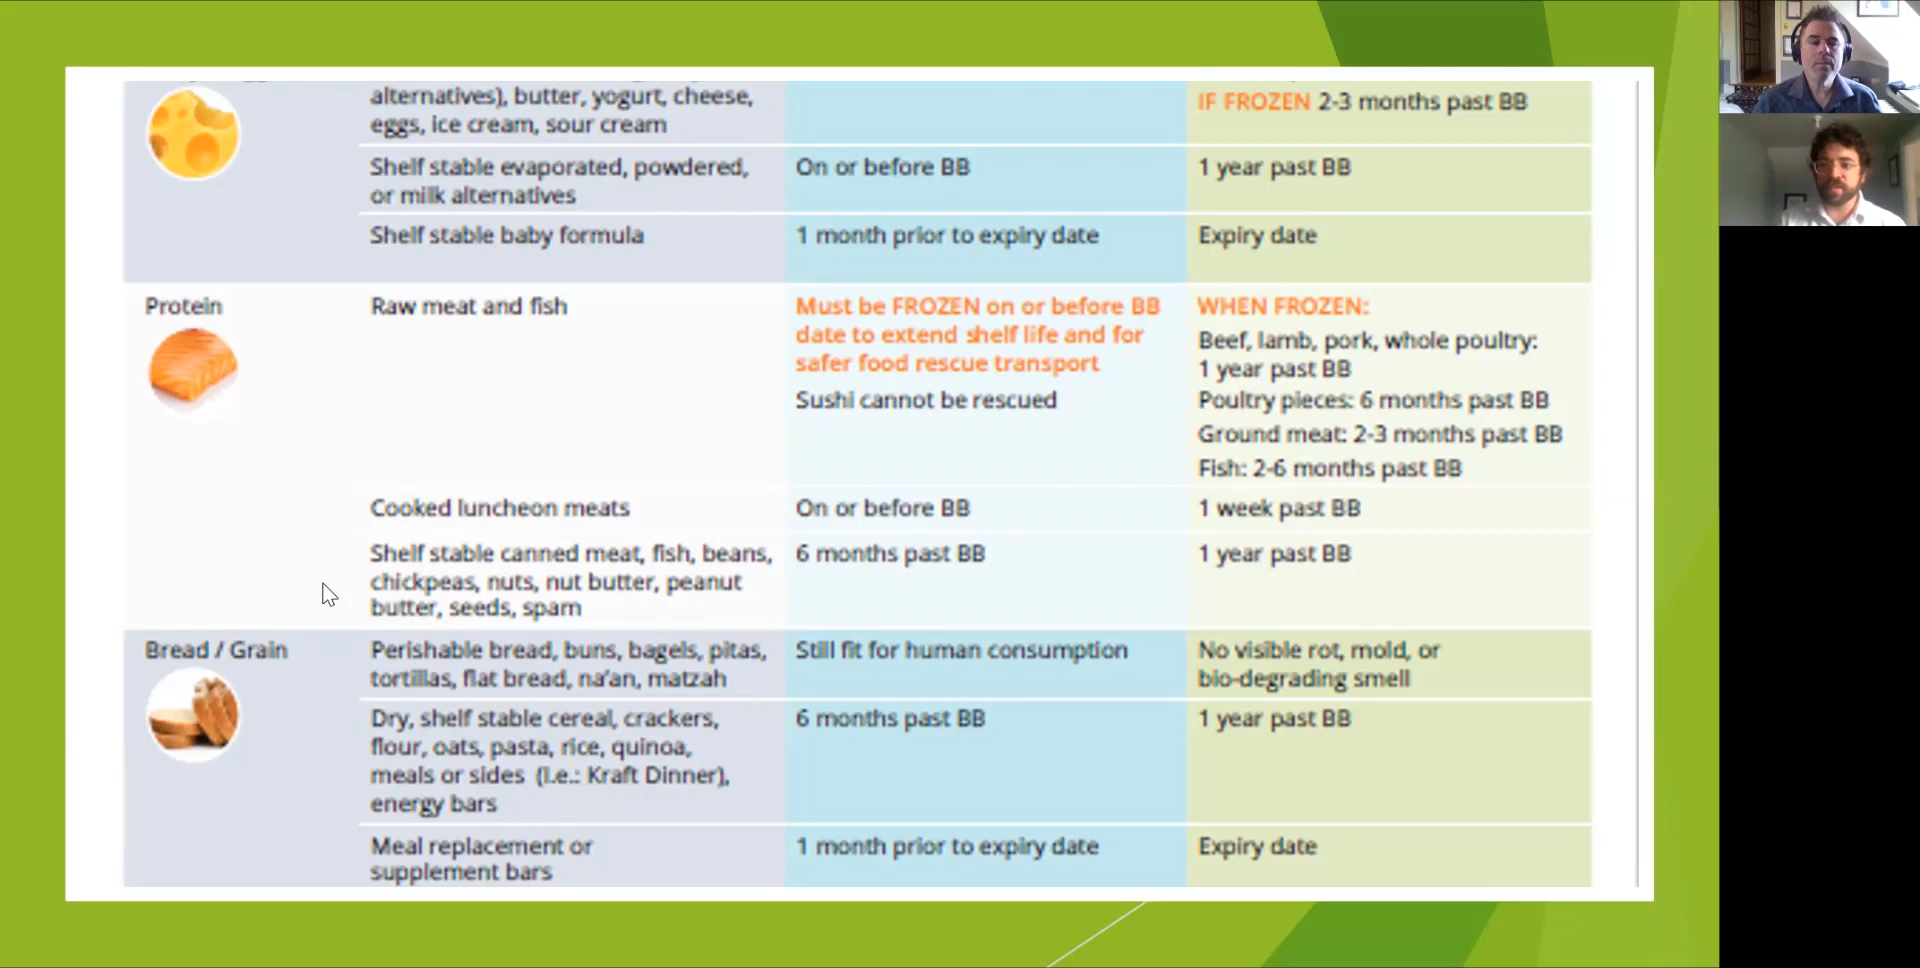 alternatives), butter, yogurt, cheese,
eggs, ice cream, sour cream
IF FROZEN 2-3 months past BB
Shelf stable evaporated, powdered,
or milk alternatives
On or before BB
1 year past BB
Shelf stable baby formula
1 month prior to expiry date
Expiry date
Protein
Raw meat and fish
Must be FROZEN on or before BB
date to extend shelf life and for
safer food rescue transport
Sushi cannot be rescued
WHEN FROZEN:
Beef, lamb, pork, whole poultry:
1 year past BB
Poultry pieces: 6 months past BB
Ground meat: 2-3 months past BB
Fish: 2-6 months past BB
Cooked luncheon meats
On or before BB
1 week past BB
Shelf stable canned meat, fish, beans,
chickpeas, nuts, nut butter, peanut
butter, seeds, spam
6 months past BB
1 year past BB
Bread / Grain
Perishable bread, buns, bagels, pitas,
tortillas, flat bread, na'an, matzah
Still fit for human consumption
No visible rot, mold, or
bio-degrading smell
Dry, shelf stable cereal, crackers,
flour, oats, pasta, rice, quinoa,
meals or sides (I.e.: Kraft Dinner),
energy bars
6 months past BB
1 year past BB
Meal replacement or
supplement bars
1 month prior to expiry date
Expiry date